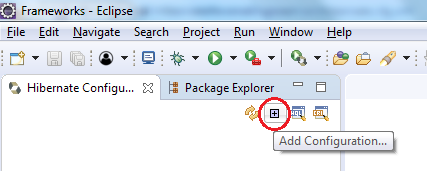 Frameworks - Eclipse
File Edit Navigate Search Project Run Window Help
Hibernate Configu... Package Explorer
Add Configuration...